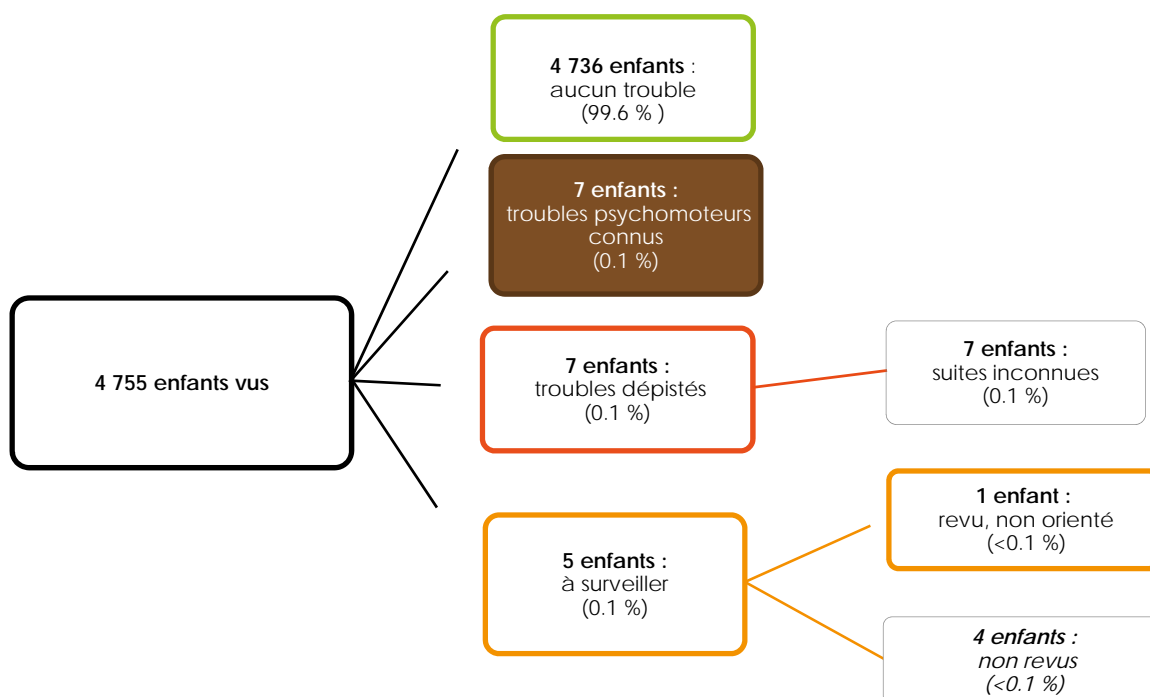 4 736 enfants :
aucun trouble
(99.6 % )
7 enfants :
troubles psychomoteurs
connus
(0.1 %)
4 755 enfants vus
7 enfants :
troubles dépistés
(0.1 %)
7 enfants :
suites inconnues
(0.1 %)
5 enfants :
à surveiller
(0.1 %)
1 enfant :
revu, non orienté
(<0.1 %)
4 enfants :
non revus
(<0.1 %)